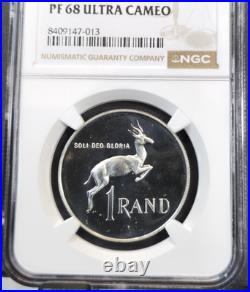 PF 68 ULTRA CAMEO
8409147-013
NUMISMATIC GUARANTY COMPANY
NGC
SOLI DEO GLORIA
1 RAND